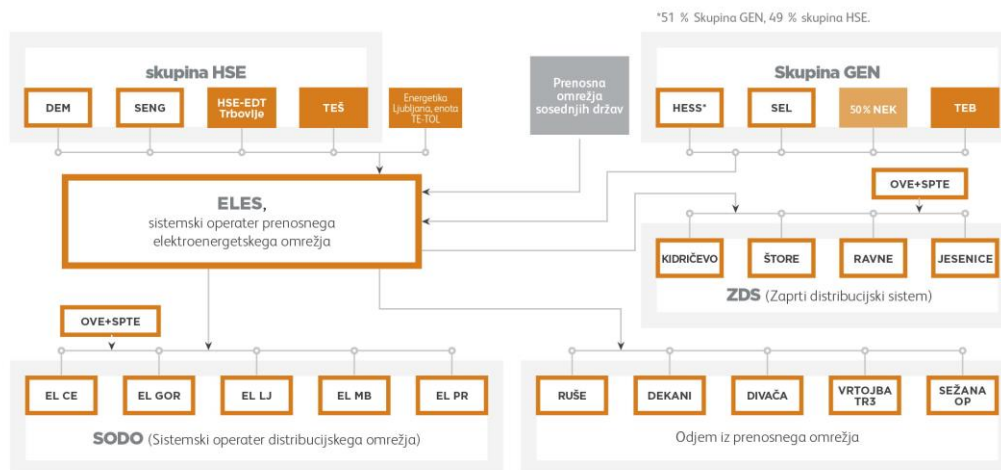 *51 % Skupina GEN, 49 % skupina HSE.
skupina HSE
DEM
SENG
HSE-EDT
Trbovlje
TEŠ
Energetika
Ljubljana, enota
TE-TOL
Prenosna
omrežja
sosednjih držav
Skupina GEN
HESS*
SEL
50% NEK
TEB
ELES,
sistemski operater prenosnega
elektroenergetskega omrežja
OVE+SPTE
KIDRIČEVO
ŠTORE
RAVNE
JESENICE
ZDS (Zaprti distribucijski sistem)
OVE+SPTE
EL CE
EL GOR
EL LJ
EL MB
EL PR
SODO (Sistemski operater distribucijskega omrežja)
RUŠE
DEKANI
DIVAČA
VRTOJBA
TR3
SEŽANA
OP
Odjem iz prenosnega omrežja